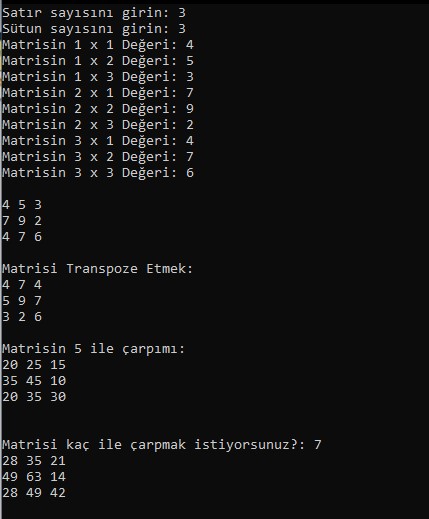 Satır sayısını girin: 3
Sütun sayısını girin: 3
Matrisin 1 x 1 Değeri: 4
Matrisin 1 x 2 Değeri: 5
Matrisin 1 x 3 Değeri: 3
Matrisin 2 x 1 Değeri: 7
Matrisin 2 x 2 Değeri: 9
Matrisin 2 x 3 Değeri: 2
Matrisin 3 x 1 Değeri: 4
Matrisin 3 x 2 Değeri: 7
Matrisin 3 x 3 Değeri: 6
4 5 3
7 9 2
4 7 6
Matrisi Transpoze Etmek:
4 7 4
5 9 7
3 2 6
Matrisin 5 ile çarpımı:
20 25 15
35 45 10
20 35 30
Matrisi kaç ile çarpmak istiyorsunuz?: 7
28 35 21
49 63 14
28 49 42